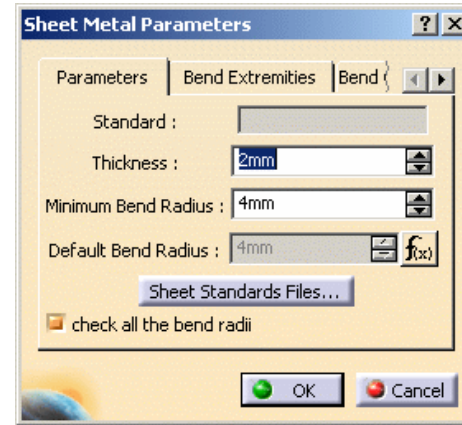 Sheet Metal Parameters ? X
Parameters Bend Extremities Bend
Standard :
Thickness : 2mm
Minimum Bend Radius : 4mm
Default Bend Radius : 4mm f(x)
Sheet Standards Files...
check all the bend radii
OK Cancel